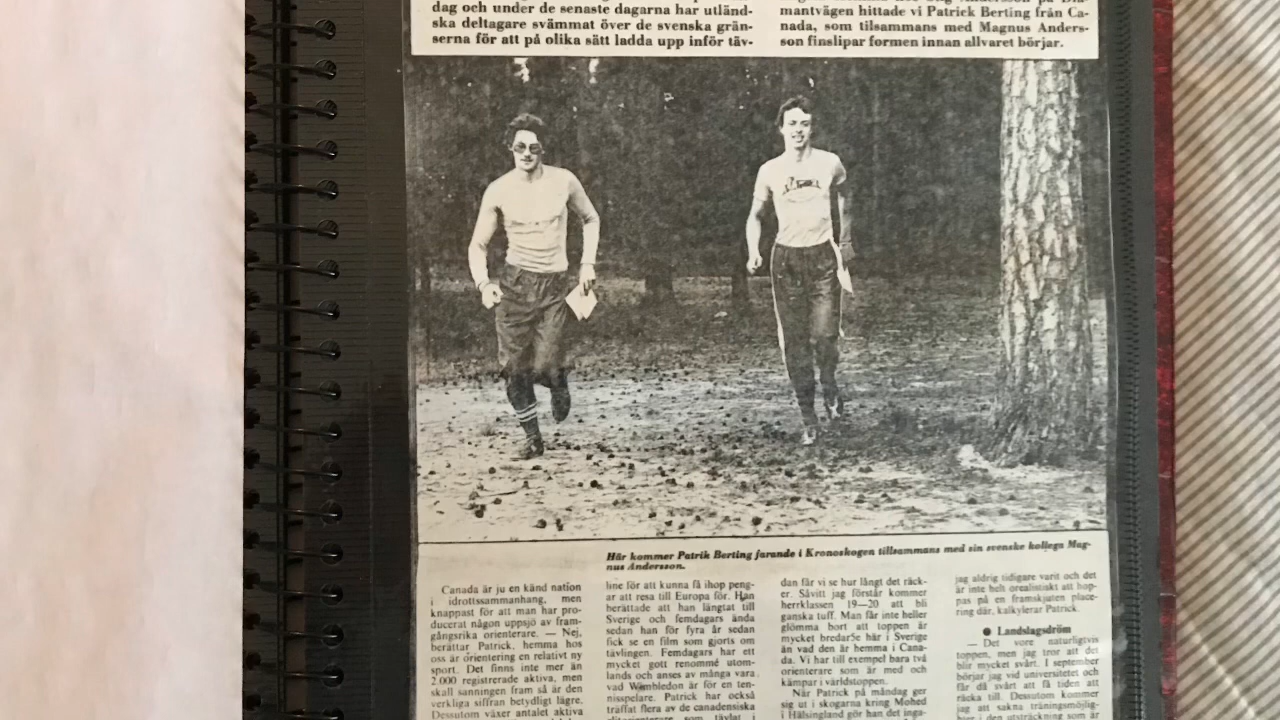 dag och under de senaste dagarna har utländ-
ska deltagare svämmat över de svenska grän-
serna för att på olika sätt ladda upp inför täv-
mantvägen hittade vi Patrick Berting från Ca-
nada, som tilsammans med Magnus Anders-
son finslipar formen innan allvaret börjar.
Här kommer Patrik Berting farande i Kronoskogen tillsammans med sin svenske kollega Mag-
nus Andersson.
Canada är ju en känd nation
i idrottssammanhang, men
knappast för att man har pro-
ducerat någon uppsjö av fram-
gångsrika orienterare. — Nej,
berättar Patrick, hemma hos
oss är orientering en relativt ny
sport. Det finns inte mer än
2.000 registrerade aktiva, men
skall sanningen fram så är den
verkliga siffran betydligt lägre.
Dessutom växer antalet aktiva
line för att kunna få ihop peng-
ar att resa till Europa för. Han
berättade att han längtat till
Sverige och femdagars ända
sedan han för fyra år sedan
fick se en film som gjorts om
tävlingen. Femdagars har ett
mycket gott renommé utom-
lands och anses av många vara
vad Wimbledon är för en ten-
nisspelare. Patrick har också
träffat flera av de canadensiska
elitorienterare som tävlat i
dan får vi se hur långt det räck-
er. Såvitt jag förstår kommer
herrklassen 19—20 att bli
ganska tuff. Man får inte heller
glömma bort att toppen är
mycket bredarSe här i Sverige
än vad den är hemma i Cana-
da. Vi har till exempel bara två
orienterare som är med och
kämpar i världstoppen.
När Patrick på måndag ger
sig ut i skogarna kring Mohed
i Hälsingland gör han det inga-
jag aldrig tidigare varit och det
är inte helt orealistiskt att hop-
pas på en framskjuten place-
ring där, kalkylerar Patrick.
● Landslagsdröm
— Det vore naturligtvis
toppen, men jag tror att det
blir mycket svårt. I september
börjar jag vid universitetet och
får då svårt att få tiden att
räcka till. Dessutom kommer
jag att sakna träningsmöjlig-
heter i den utsträckning som är